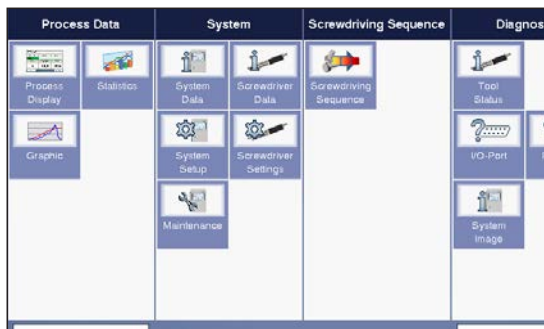 Process Data
System
Screwdriving Sequence
Diagnos
Process
Display
Statistics
System
Data
Screwdriver
Data
Screwdriving
Sequence
Tool
Status
Graphic
System
Setup
Screwdriver
Settings
I/O-Port
Maintenance
System
Image